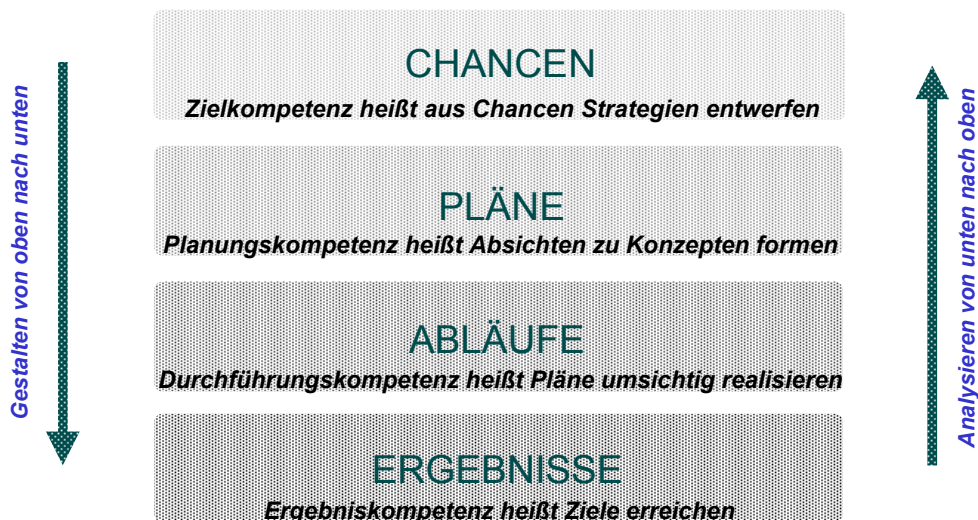 Gestalten von oben nach unten
CHANCEN
Zielkompetenz heißt aus Chancen Strategien entwerfen
PLÄNE
Planungskompetenz heißt Absichten zu Konzepten formen
ABLÄUFE
Durchführungskompetenz heißt Pläne umsichtig realisieren
ERGEBNISSE
Ergebniskompetenz heißt Ziele erreichen
Analysieren von unten nach oben